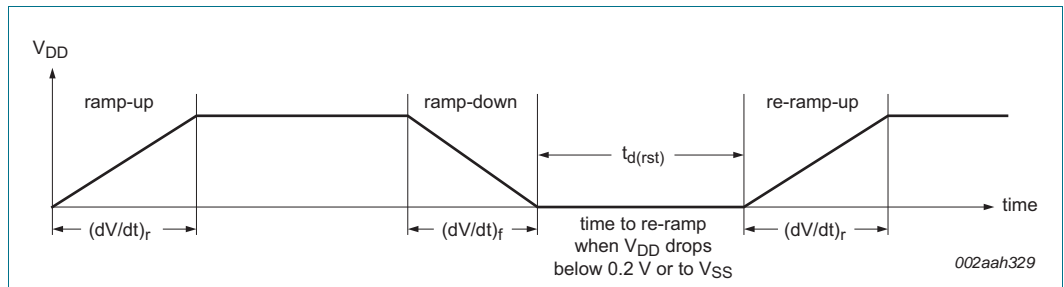 VDD
ramp-up
ramp-down
re-ramp-up
td(rst)
time
(dV/dt)r
(dV/dt)f
time to re-ramp
when VDD drops
below 0.2 V or to VSS
(dV/dt)r
002aah329